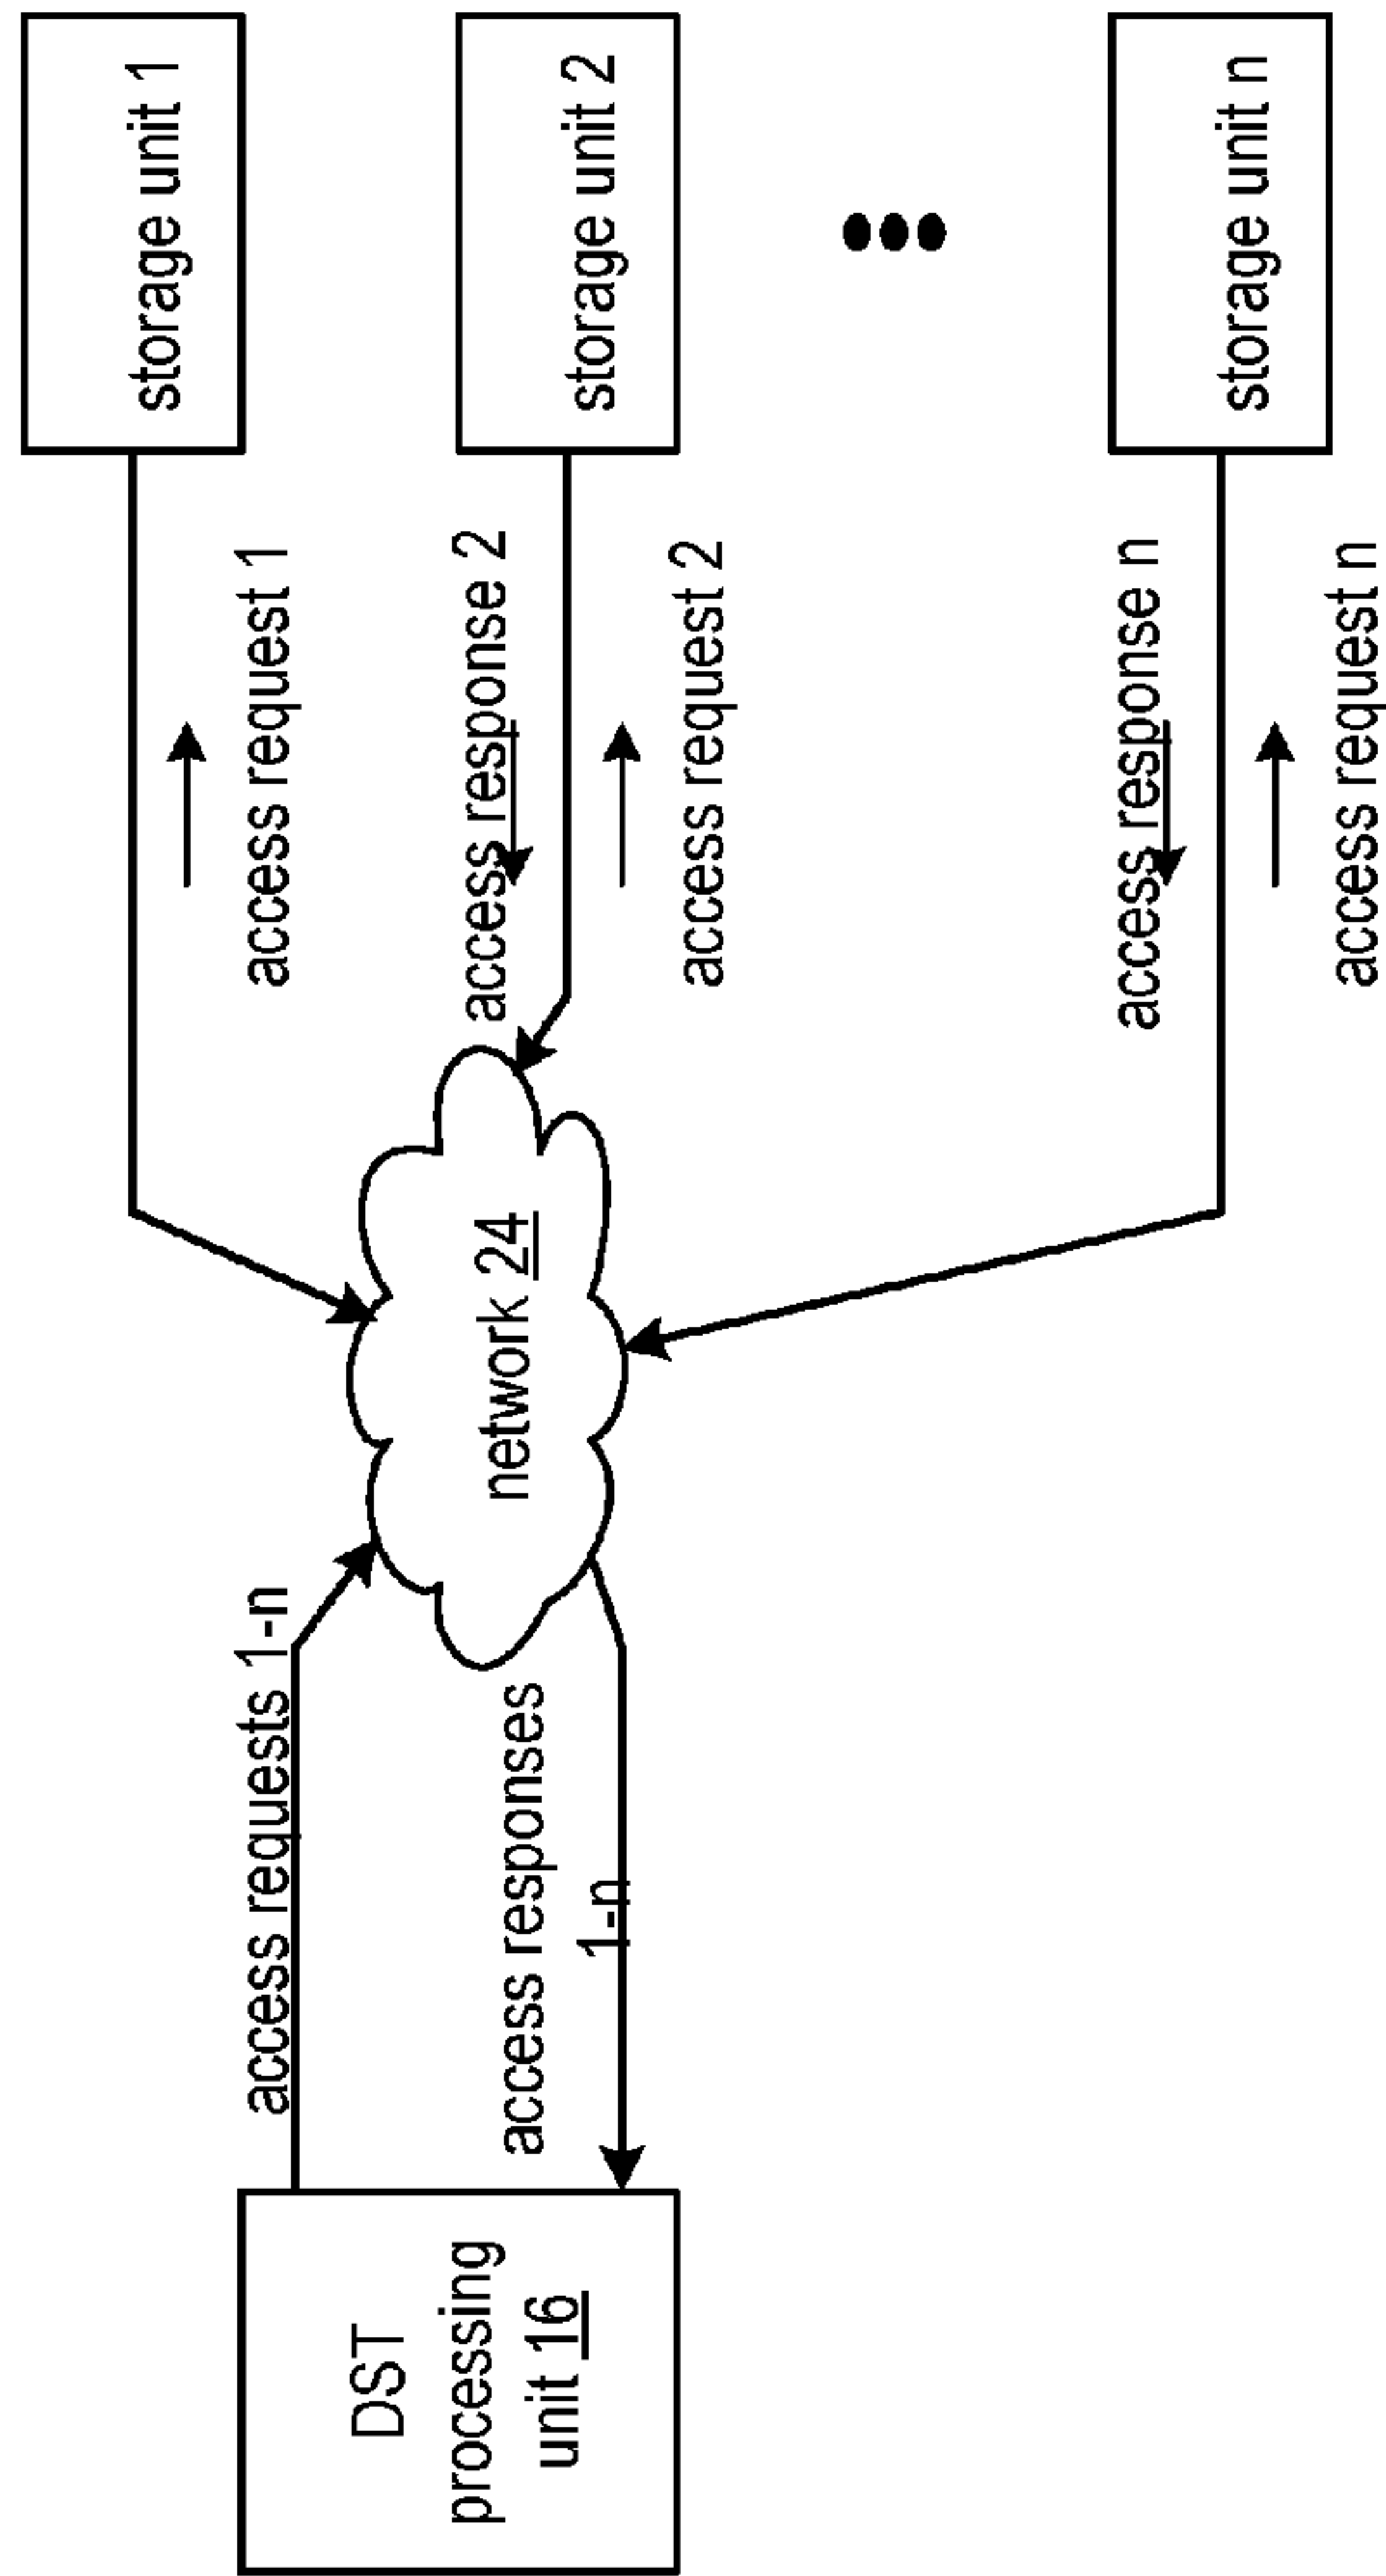 DST
processing
unit 16
access requests 1-n
access responses
1-n
network 24
access request 1
access response 2
access request 2
access response n
access request n
storage unit 1
storage unit 2
storage unit n